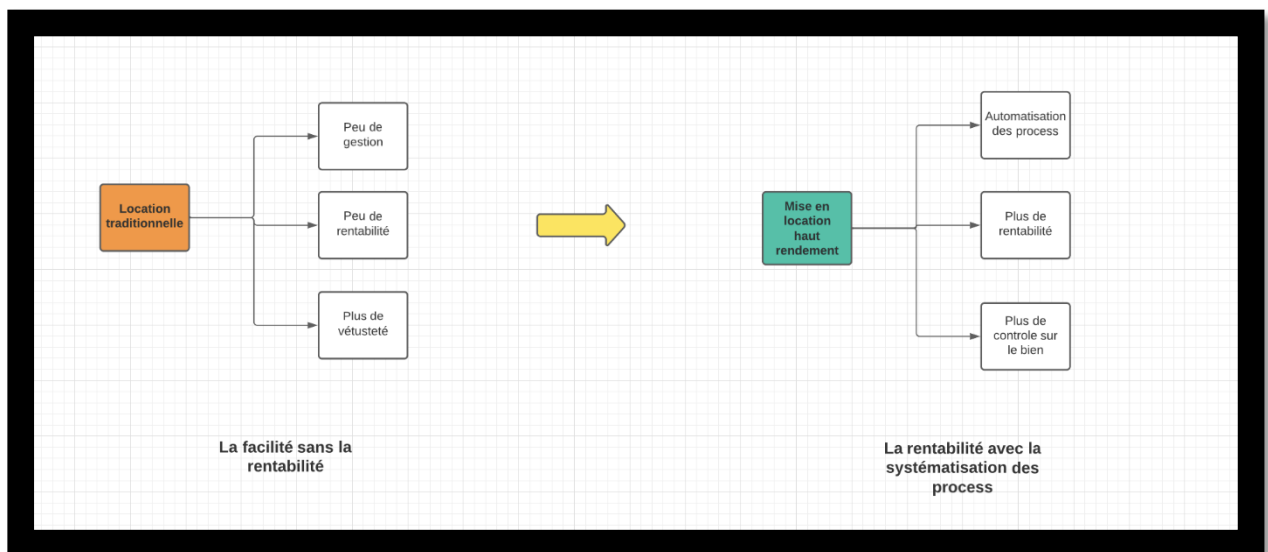 Location
traditionnelle
Peu de
gestion
Peu de
rentabilité
Plus de
vétusteté
La facilité sans la
rentabilité
Mise en
location
haut
rendement
Automatisation
des process
Plus de
rentabilité
Plus de
controle sur
le bien
La rentabilité avec la
systématisation des
process